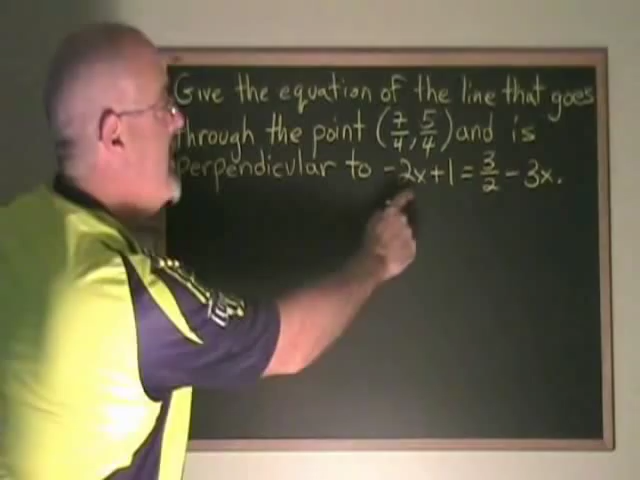 Give the equation of the line that goes
through the point (7/4, 5/4) and is
perpendicular to -2x+1 = 3/2 - 3x.